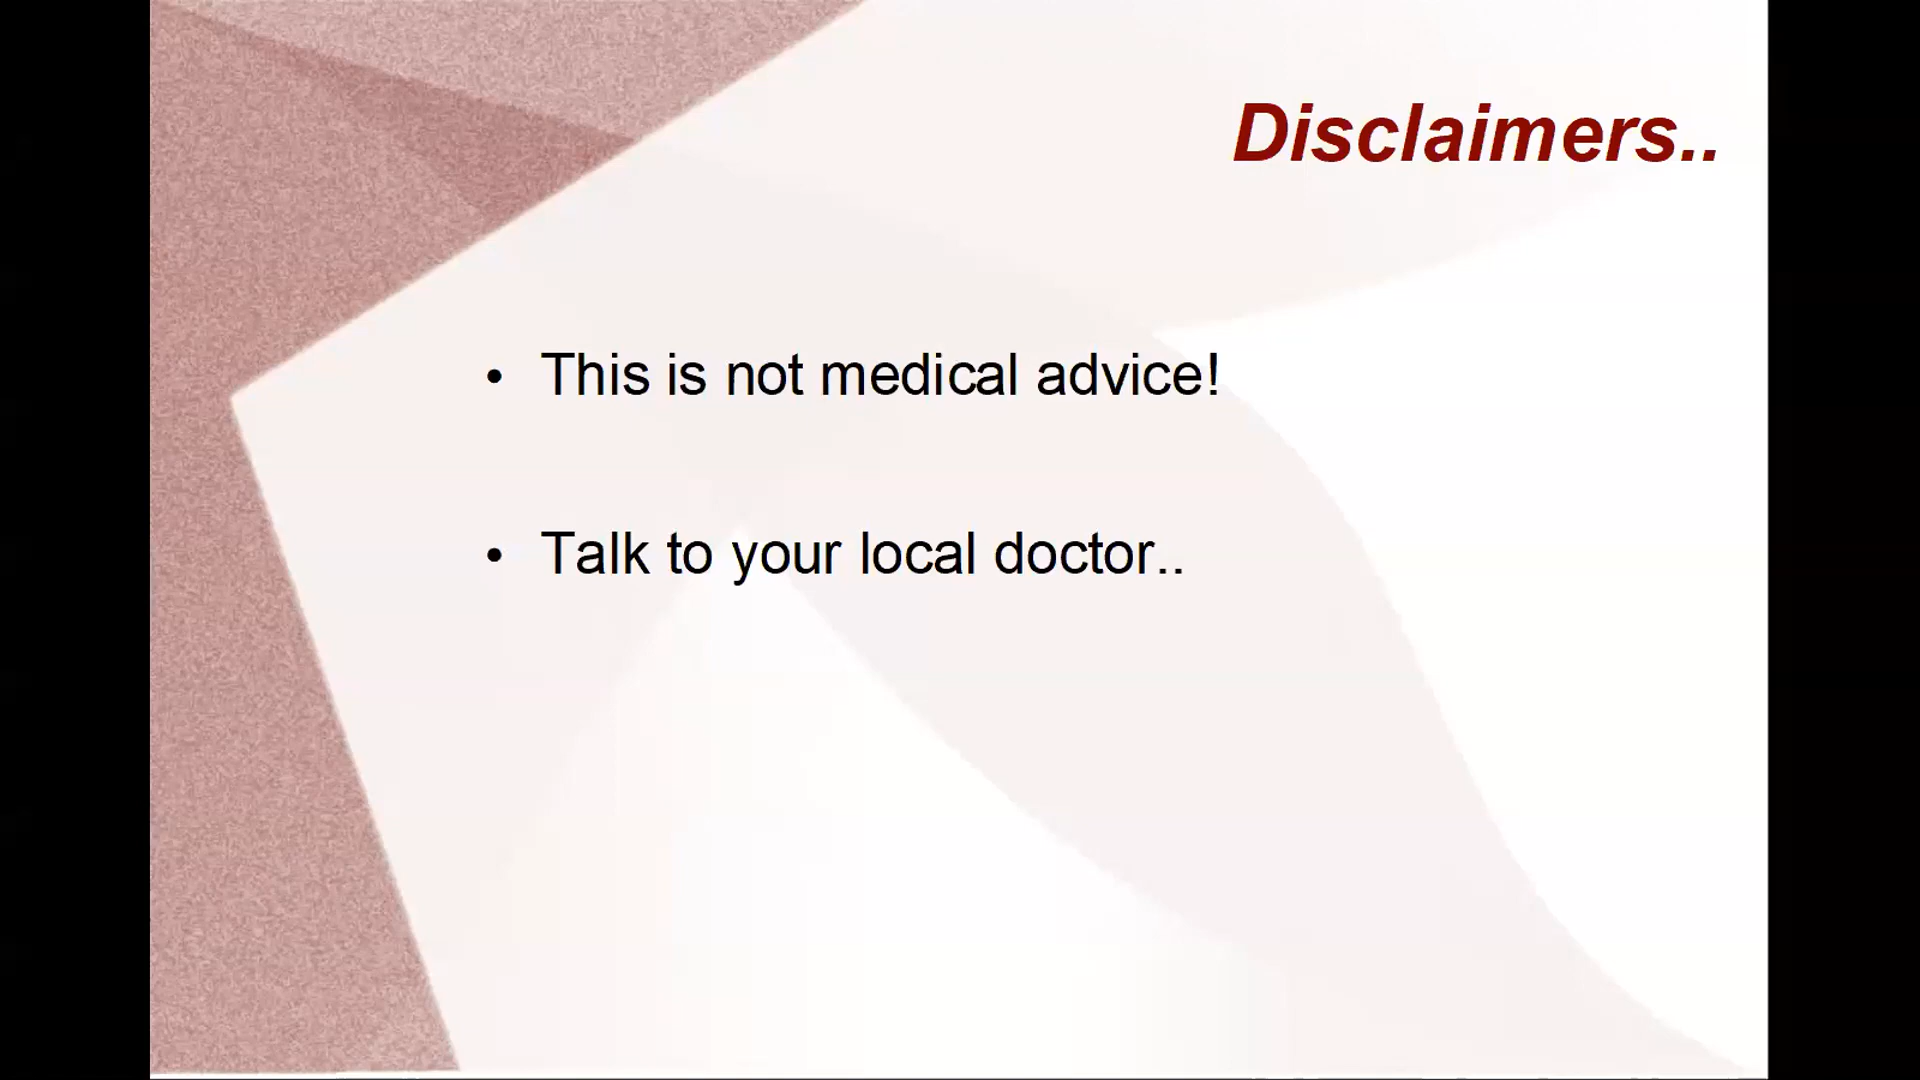 Disclaimers..
• This is not medical advice!
• Talk to your local doctor..